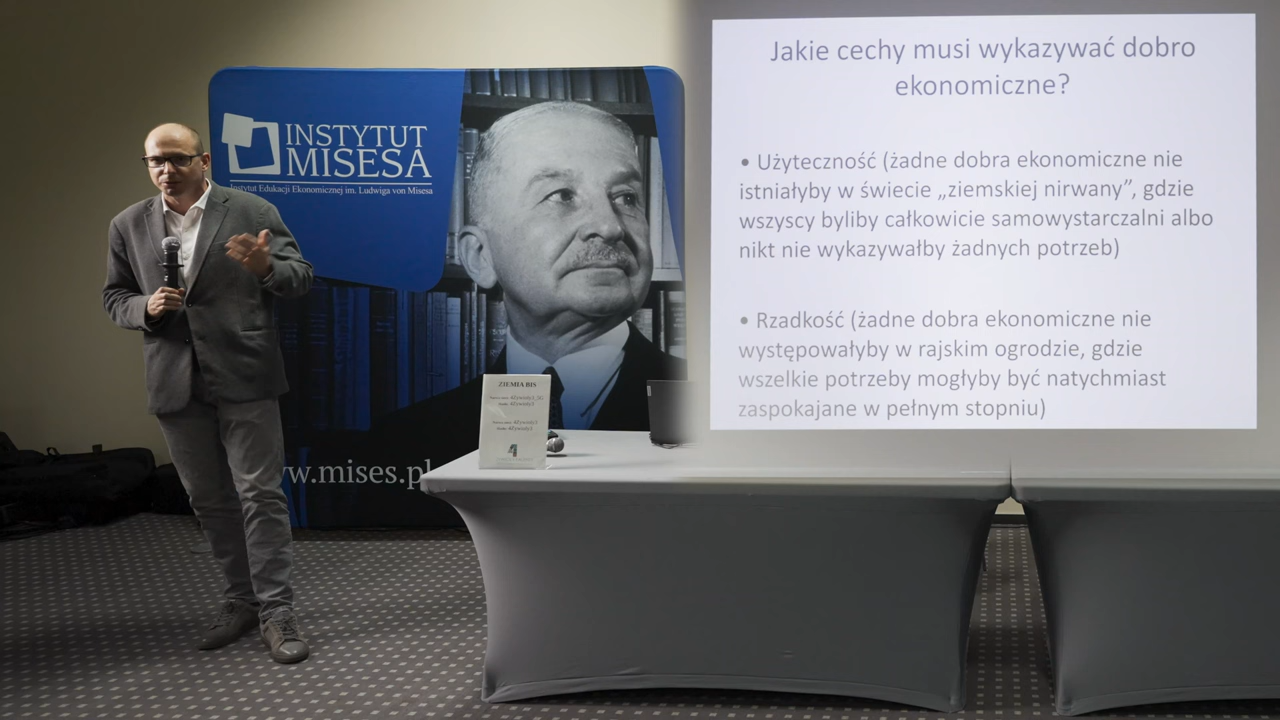 INSTYTUT
MISESA
Instytut Edukacji Ekonomicznej im. Ludwiga von Misesa
www.mises.pl
ZIEMIA BIS
Jakie cechy musi wykazywać dobro
ekonomiczne?
• Użyteczność (żadne dobra ekonomiczne nie
istniałyby w świecie „ziemskiej nirwany”, gdzie
wszyscy byliby całkowicie samowystarczalni albo
nikt nie wykazywałby żadnych potrzeb)
• Rzadkość (żadne dobra ekonomiczne nie
występowałyby w rajskim ogrodzie, gdzie
wszelkie potrzeby mogłyby być natychmiast
zaspokajane w pełnym stopniu)